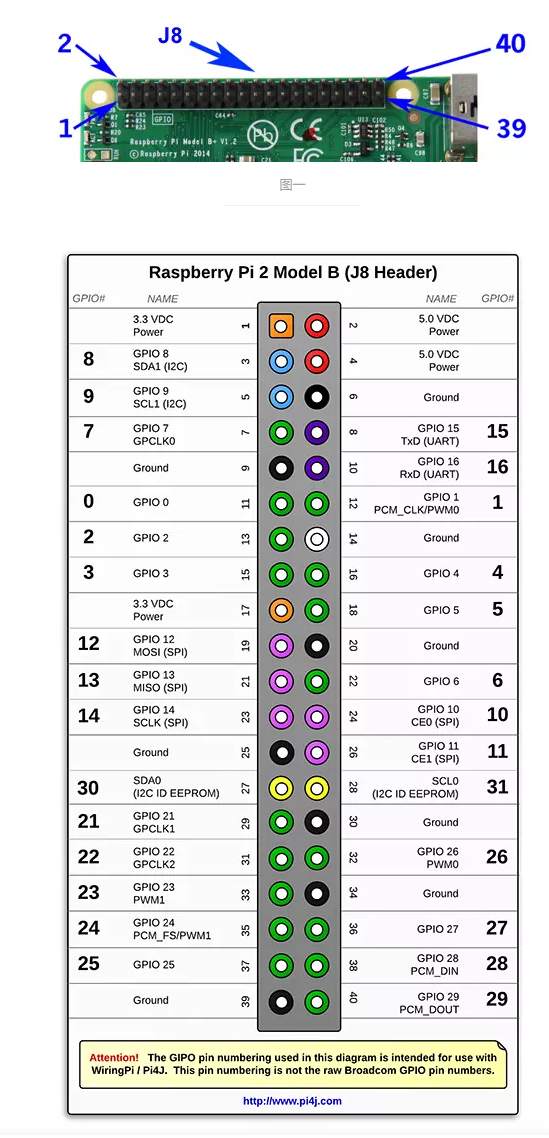 2
J8
40
1
39
GPIO
Raspberry Pi Model B+ V1.2
© Raspberry Pi 2014
图一
Raspberry Pi 2 Model B (J8 Header)
GPIO# NAME NAME GPIO#
3.3 VDC Power 1 2 5.0 VDC Power
8 GPIO 8 SDA1 (I2C) 3 4 5.0 VDC Power
9 GPIO 9 SCL1 (I2C) 5 6 Ground
7 GPIO 7 GPCLK0 7 8 GPIO 15 TxD (UART) 15
Ground 9 10 GPIO 16 RxD (UART) 16
0 GPIO 0 11 12 GPIO 1 PCM_CLK/PWM0 1
2 GPIO 2 13 14 Ground
3 GPIO 3 15 16 GPIO 4 4
3.3 VDC Power 17 18 GPIO 5 5
12 GPIO 12 MOSI (SPI) 19 20 Ground
13 GPIO 13 MISO (SPI) 21 22 GPIO 6 6
14 GPIO 14 SCLK (SPI) 23 24 GPIO 10 CE0 (SPI) 10
Ground 25 26 GPIO 11 CE1 (SPI) 11
30 SDA0 (I2C ID EEPROM) 27 28 SCL0 (I2C ID EEPROM) 31
21 GPIO 21 GPCLK1 29 30 Ground
22 GPIO 22 GPCLK2 31 32 GPIO 26 PWM0 26
23 GPIO 23 PWM1 33 34 Ground
24 GPIO 24 PCM_FS/PWM1 35 36 GPIO 27 27
25 GPIO 25 37 38 GPIO 28 PCM_DIN 28
Ground 39 40 GPIO 29 PCM_DOUT 29
Attention! The GIPO pin numbering used in this diagram is intended for use with
WiringPi / Pi4J. This pin numbering is not the raw Broadcom GPIO pin numbers.
http://www.pi4j.com